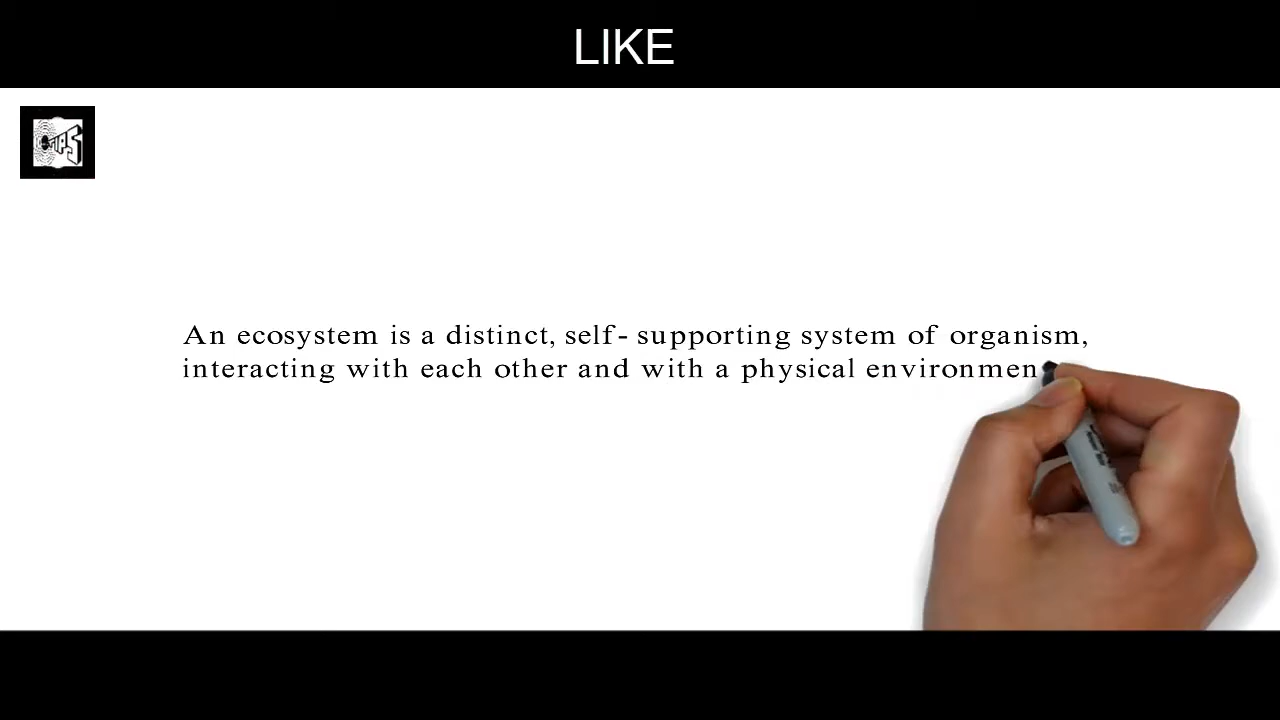 LIKE
An ecosystem is a distinct, self- supporting system of organism,
interacting with each other and with a physical environmen